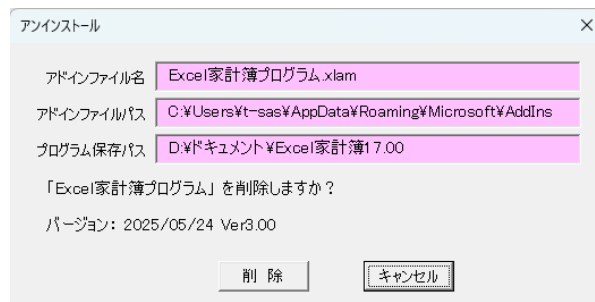 アンインストール
アドインファイル名 Excel家計簿プログラム.xlam
アドインファイルパス C:¥Users¥t-sas¥AppData¥Roaming¥Microsoft¥AddIns
プログラム保存パス D:¥ドキュメント¥Excel家計簿17.00
「Excel家計簿プログラム」を削除しますか？
バージョン: 2025/05/24 Ver3.00
削 除 キャンセル